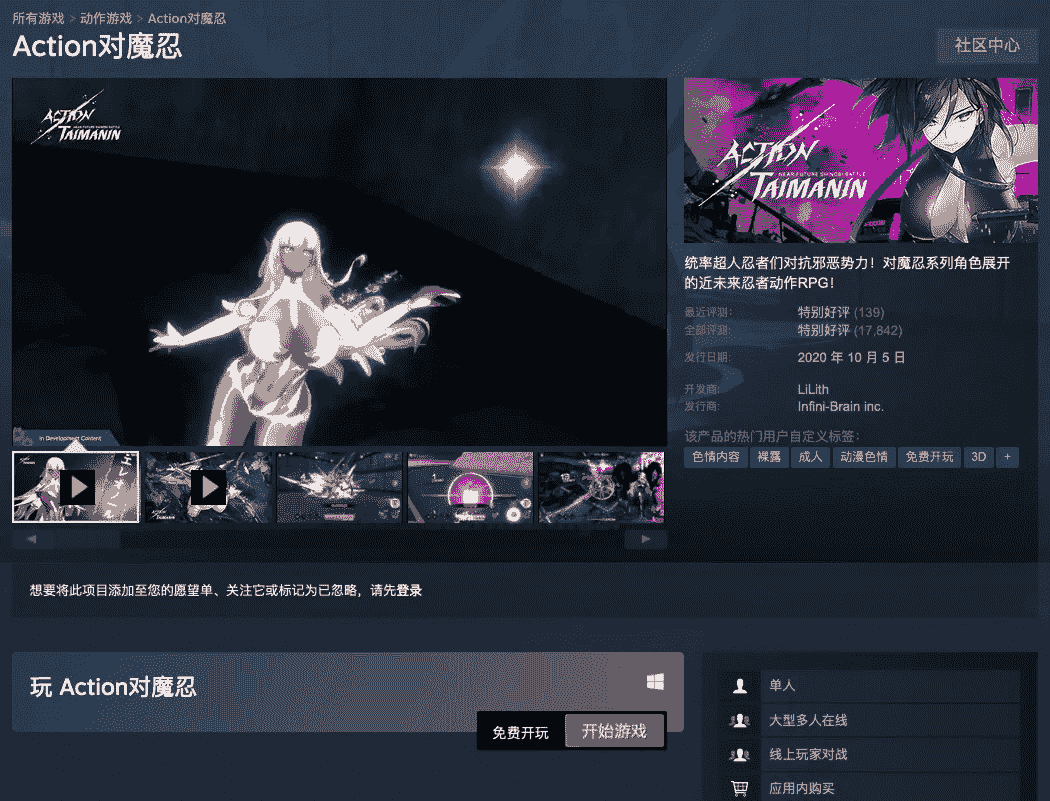 所有游戏 > 动作游戏 > Action对魔忍
Action对魔忍
社区中心
ACTION
TAIMANIN
In Development Content
ACTION
NEAR FUTURE SHINOBI BATTLE
TAIMANIN
统率超人忍者们对抗邪恶势力！对魔忍系列角色展开
的近未来忍者动作RPG！
最近评测： 特别好评 (139)
全部评测： 特别好评 (17,842)
发行日期： 2020 年 10 月 5 日
开发商： LiLith
发行商： Infini-Brain inc.
该产品的热门用户自定义标签：
色情内容 裸露 成人 动漫色情 免费开玩 3D +
想要将此项目添加至您的愿望单、关注它或标记为已忽略，请先登录
玩 Action对魔忍
免费开玩 开始游戏
单人
大型多人在线
线上玩家对战
应用内购买